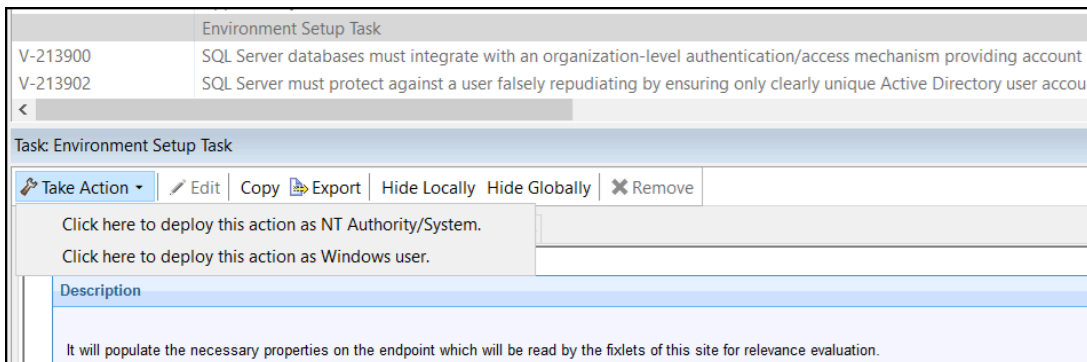 Environment Setup Task
V-213900 SQL Server databases must integrate with an organization-level authentication/access mechanism providing account
V-213902 SQL Server must protect against a user falsely repudiating by ensuring only clearly unique Active Directory user accou
Task: Environment Setup Task
Take Action Edit Copy Export Hide Locally Hide Globally Remove
Click here to deploy this action as NT Authority/System.
Click here to deploy this action as Windows user.
Description
It will populate the necessary properties on the endpoint which will be read by the fixlets of this site for relevance evaluation.